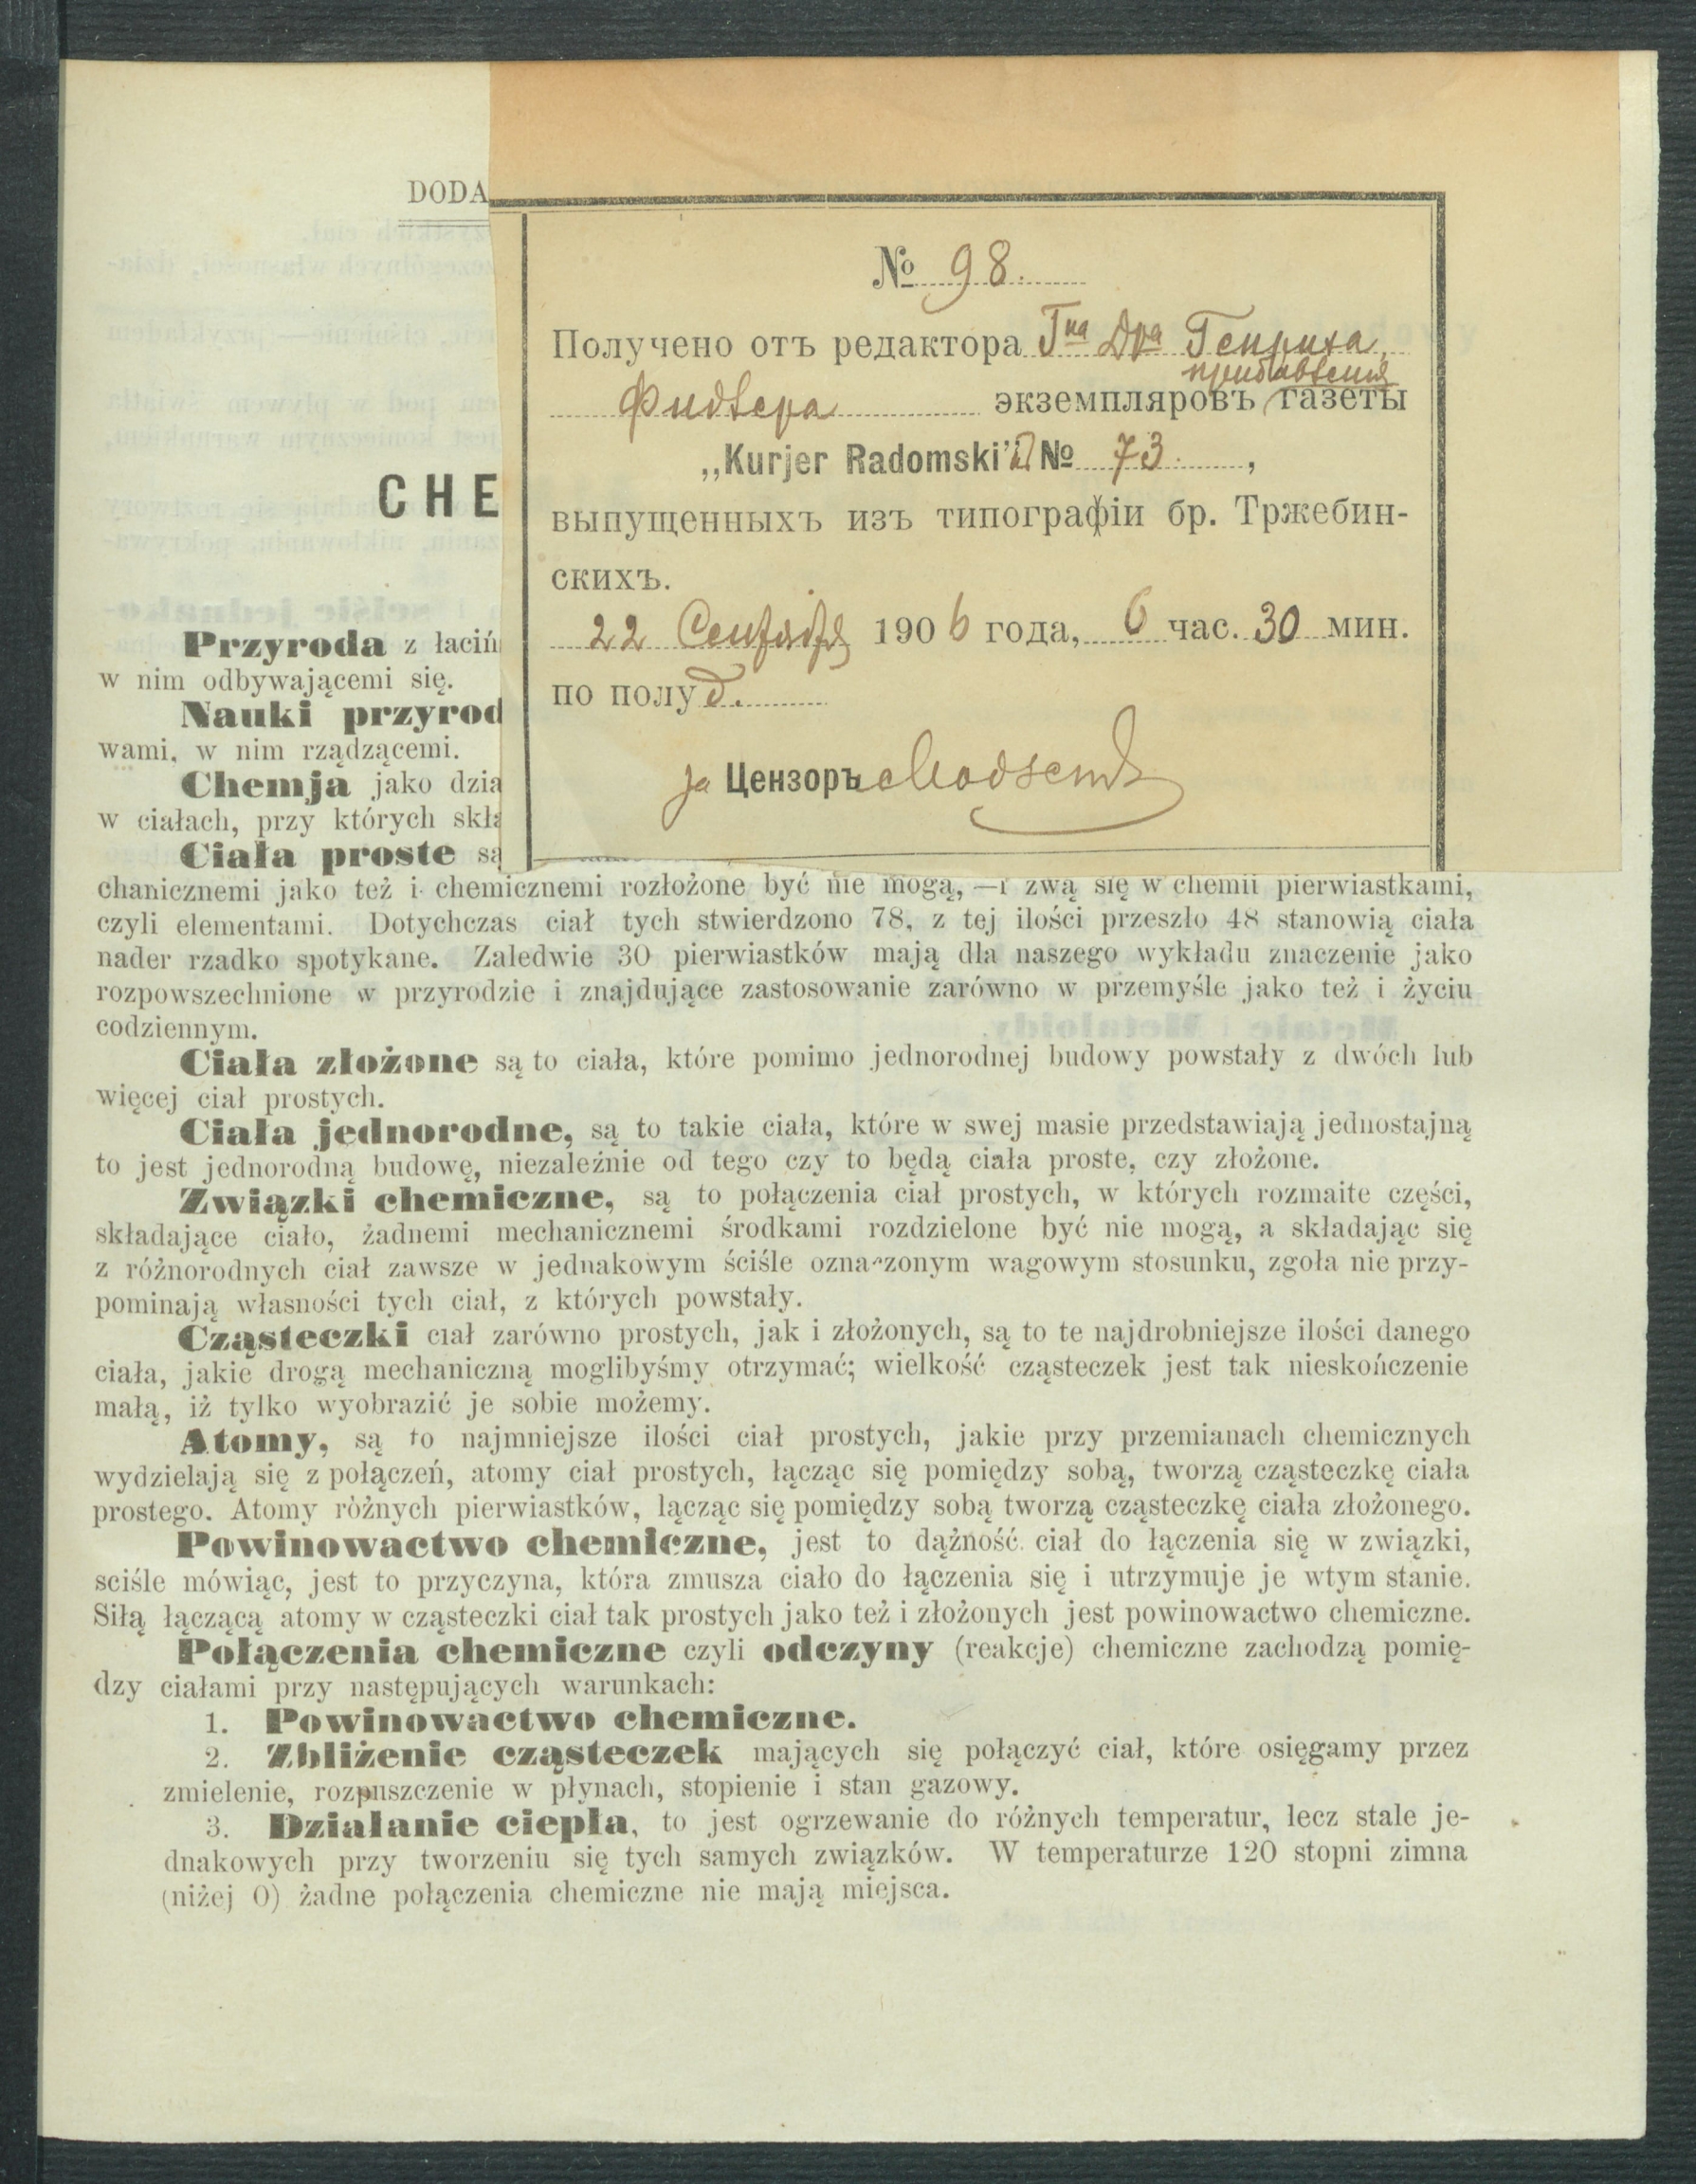 DODA
№ 98.
Получено отъ редактора Гна Дра Генриха
прибавленiя
Фидлера экземпляровъ газеты
„Kurjer Radomski” № 73.,
выпущенныхъ изъ типографіи бр. Тржебин-
скихъ.
22 Сентября 1906 года, 6 час. 30 мин.
по полуд.
за Цензоръ
CHE
Przyroda z łaciń
w nim odbywającemi się.
Nauki przyrod
wami, w nim rządzącemi.
Chemja jako dzia
w ciałach, przy których skła
Ciała proste są
chanicznemi jako też i chemicznemi rozłożone być nie mogą,—i zwą się w chemii pierwiastkami,
czyli elementami. Dotychczas ciał tych stwierdzono 78, z tej ilości przeszło 48 stanowią ciała
nader rzadko spotykane. Zaledwie 30 pierwiastków mają dla naszego wykładu znaczenie jako
rozpowszechnione w przyrodzie i znajdujące zastosowanie zarówno w przemyśle jako też i życiu
codziennym.
Ciała złożone są to ciała, które pomimo jednorodnej budowy powstały z dwóch lub
więcej ciał prostych.
Ciała jednorodne, są to takie ciała, które w swej masie przedstawiają jednostajną
to jest jednorodną budowę, niezależnie od tego czy to będą ciała proste, czy złożone.
Związki chemiczne, są to połączenia ciał prostych, w których rozmaite części,
składające ciało, żadnemi mechanicznemi środkami rozdzielone być nie mogą, a składając się
z różnorodnych ciał zawsze w jednakowym ściśle oznaczonym wagowym stosunku, zgoła nie przy-
pominają własności tych ciał, z których powstały.
Cząsteczki ciał zarówno prostych, jak i złożonych, są to te najdrobniejsze ilości danego
ciała, jakie drogą mechaniczną moglibyśmy otrzymać; wielkość cząsteczek jest tak nieskończenie
małą, iż tylko wyobrazić je sobie możemy.
Atomy, są to najmniejsze ilości ciał prostych, jakie przy przemianach chemicznych
wydzielają się z połączeń, atomy ciał prostych, łącząc się pomiędzy sobą, tworzą cząsteczkę ciała
prostego. Atomy różnych pierwiastków, łącząc się pomiędzy sobą tworzą cząsteczkę ciała złożonego.
Powinowactwo chemiczne, jest to dążność ciał do łączenia się w związki,
sciśle mówiąc, jest to przyczyna, która zmusza ciało do łączenia się i utrzymuje je wtym stanie.
Siłą łączącą atomy w cząsteczki ciał tak prostych jako też i złożonych jest powinowactwo chemiczne.
Połączenia chemiczne czyli odczyny (reakcje) chemiczne zachodzą pomię-
dzy ciałami przy następujących warunkach:
1. Powinowactwo chemiczne.
2. Zbliżenie cząsteczek mających się połączyć ciał, które osięgamy przez
zmielenie, rozpuszczenie w płynach, stopienie i stan gazowy.
3. Działanie ciepła, to jest ogrzewanie do różnych temperatur, lecz stale je-
dnakowych przy tworzeniu się tych samych związków. W temperaturze 120 stopni zimna
(niżej 0) żadne połączenia chemiczne nie mają miejsca.